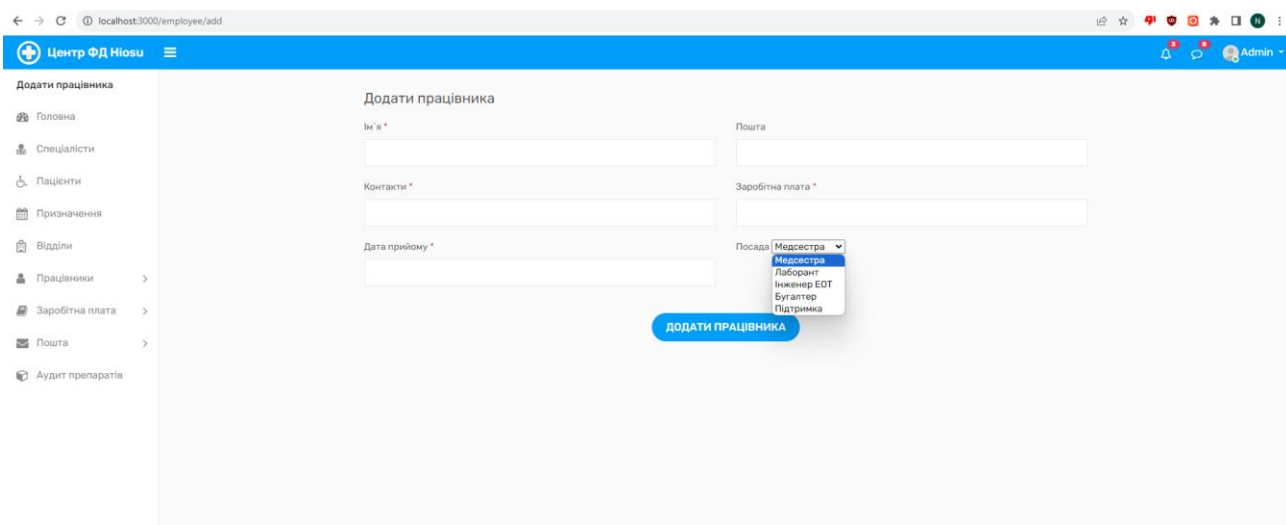 localhost:3000/employee/add
N
Центр ФД Hiosu
3
8
Admin
Додати працівника
Головна
Спеціалісти
Пацієнти
Призначення
Відділи
Працівники
Заробітна плата
Пошта
Аудит препаратів
Додати працівника
Ім`я *
Пошта
Контакти *
Заробітна плата *
Дата прийому *
Посада Медсестра
Медсестра
Лаборант
Інженер ЕОТ
Бугалтер
Підтримка
ДОДАТИ ПРАЦІВНИКА